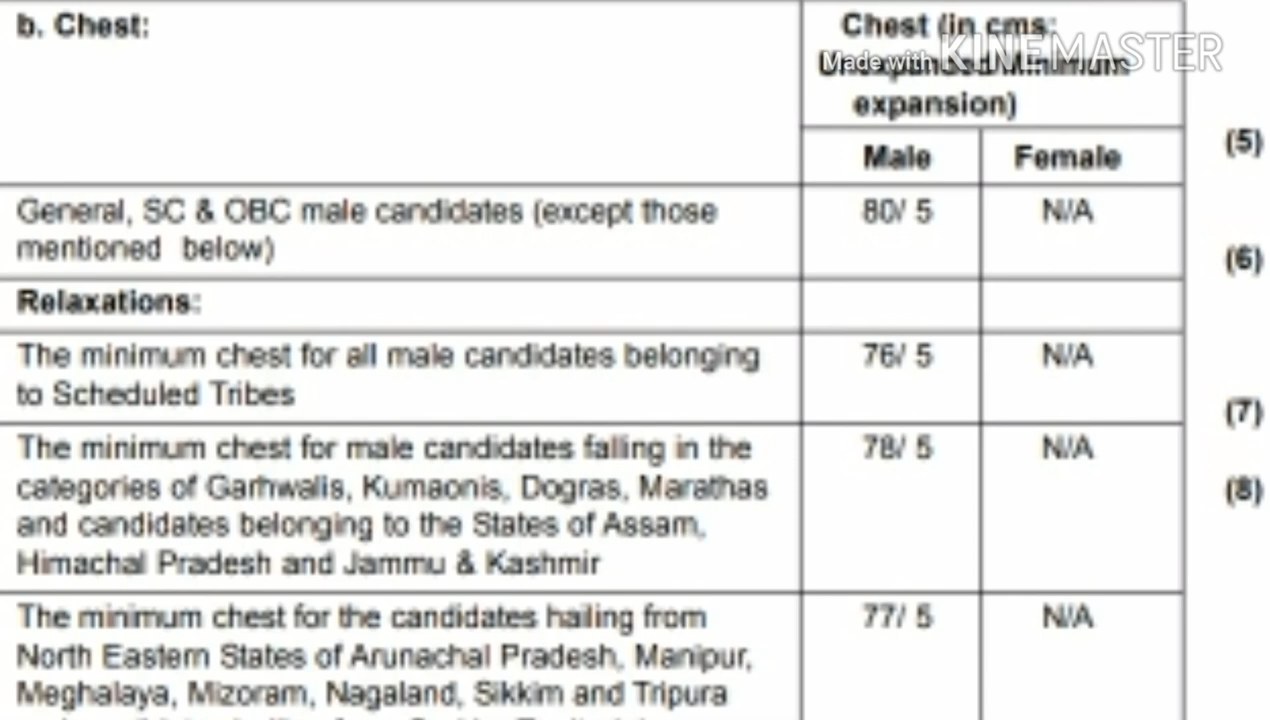 b. Chest:
Chest (in cms:
Unexpanded/Minimum
expansion)
Made with KINEMASTER
Male Female
General, SC & OBC male candidates (except those
mentioned below)
80/ 5 N/A
Relaxations:
The minimum chest for all male candidates belonging
to Scheduled Tribes
76/ 5 N/A
The minimum chest for male candidates falling in the
categories of Garhwalis, Kumaonis, Dogras, Marathas
and candidates belonging to the States of Assam,
Himachal Pradesh and Jammu & Kashmir
78/ 5 N/A
The minimum chest for the candidates hailing from
North Eastern States of Arunachal Pradesh, Manipur,
Meghalaya, Mizoram, Nagaland, Sikkim and Tripura
77/ 5 N/A
(5)
(6)
(7)
(8)